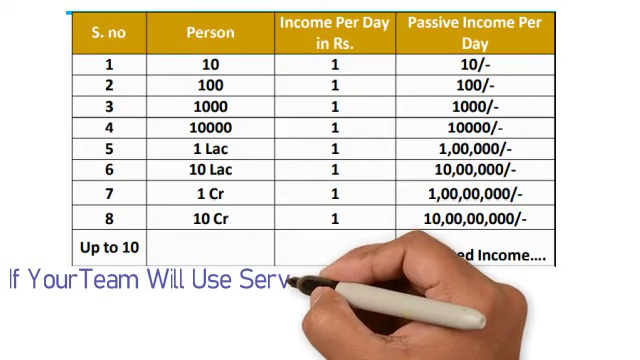 S. no Person Income Per Day in Rs. Passive Income Per Day
1 10 1 10/-
2 100 1 100/-
3 1000 1 1000/-
4 10000 1 10000/-
5 1 Lac 1 1,00,000/-
6 10 Lac 1 10,00,000/-
7 1 Cr 1 1,00,00,000/-
8 10 Cr 1 10,00,00,000/-
Up to 10 Income....
If YourTeam Will Use